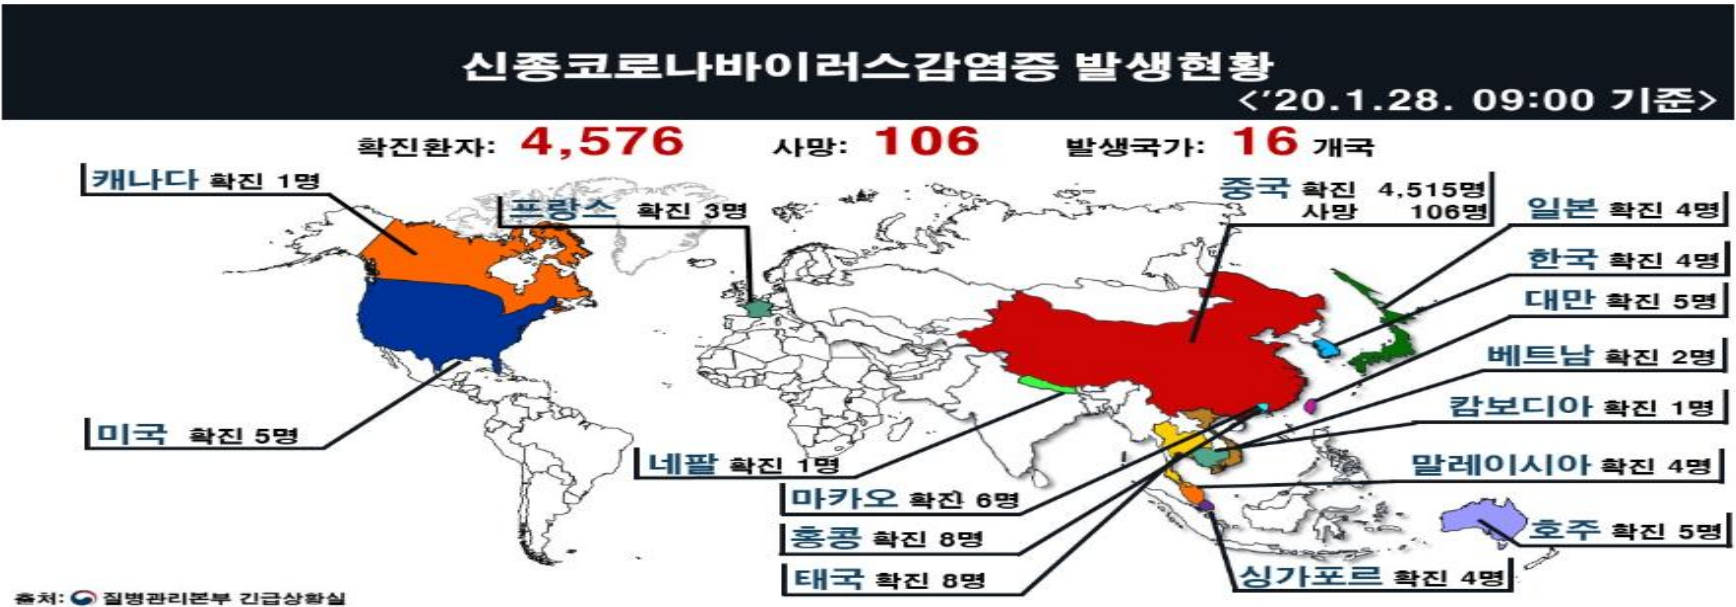 신종코로나바이러스감염증 발생현황
<'20.1.28. 09:00 기준>
확진환자: 4,576 사망: 106 발생국가: 16 개국
캐나다 확진 1명
프랑스 확진 3명
중국 확진 4,515명
사망 106명
일본 확진 4명
한국 확진 4명
대만 확진 5명
베트남 확진 2명
캄보디아 확진 1명
미국 확진 5명
네팔 확진 1명
말레이시아 확진 4명
마카오 확진 6명
홍콩 확진 8명
호주 확진 5명
태국 확진 8명
싱가포르 확진 4명
출처: 질병관리본부 긴급상황실